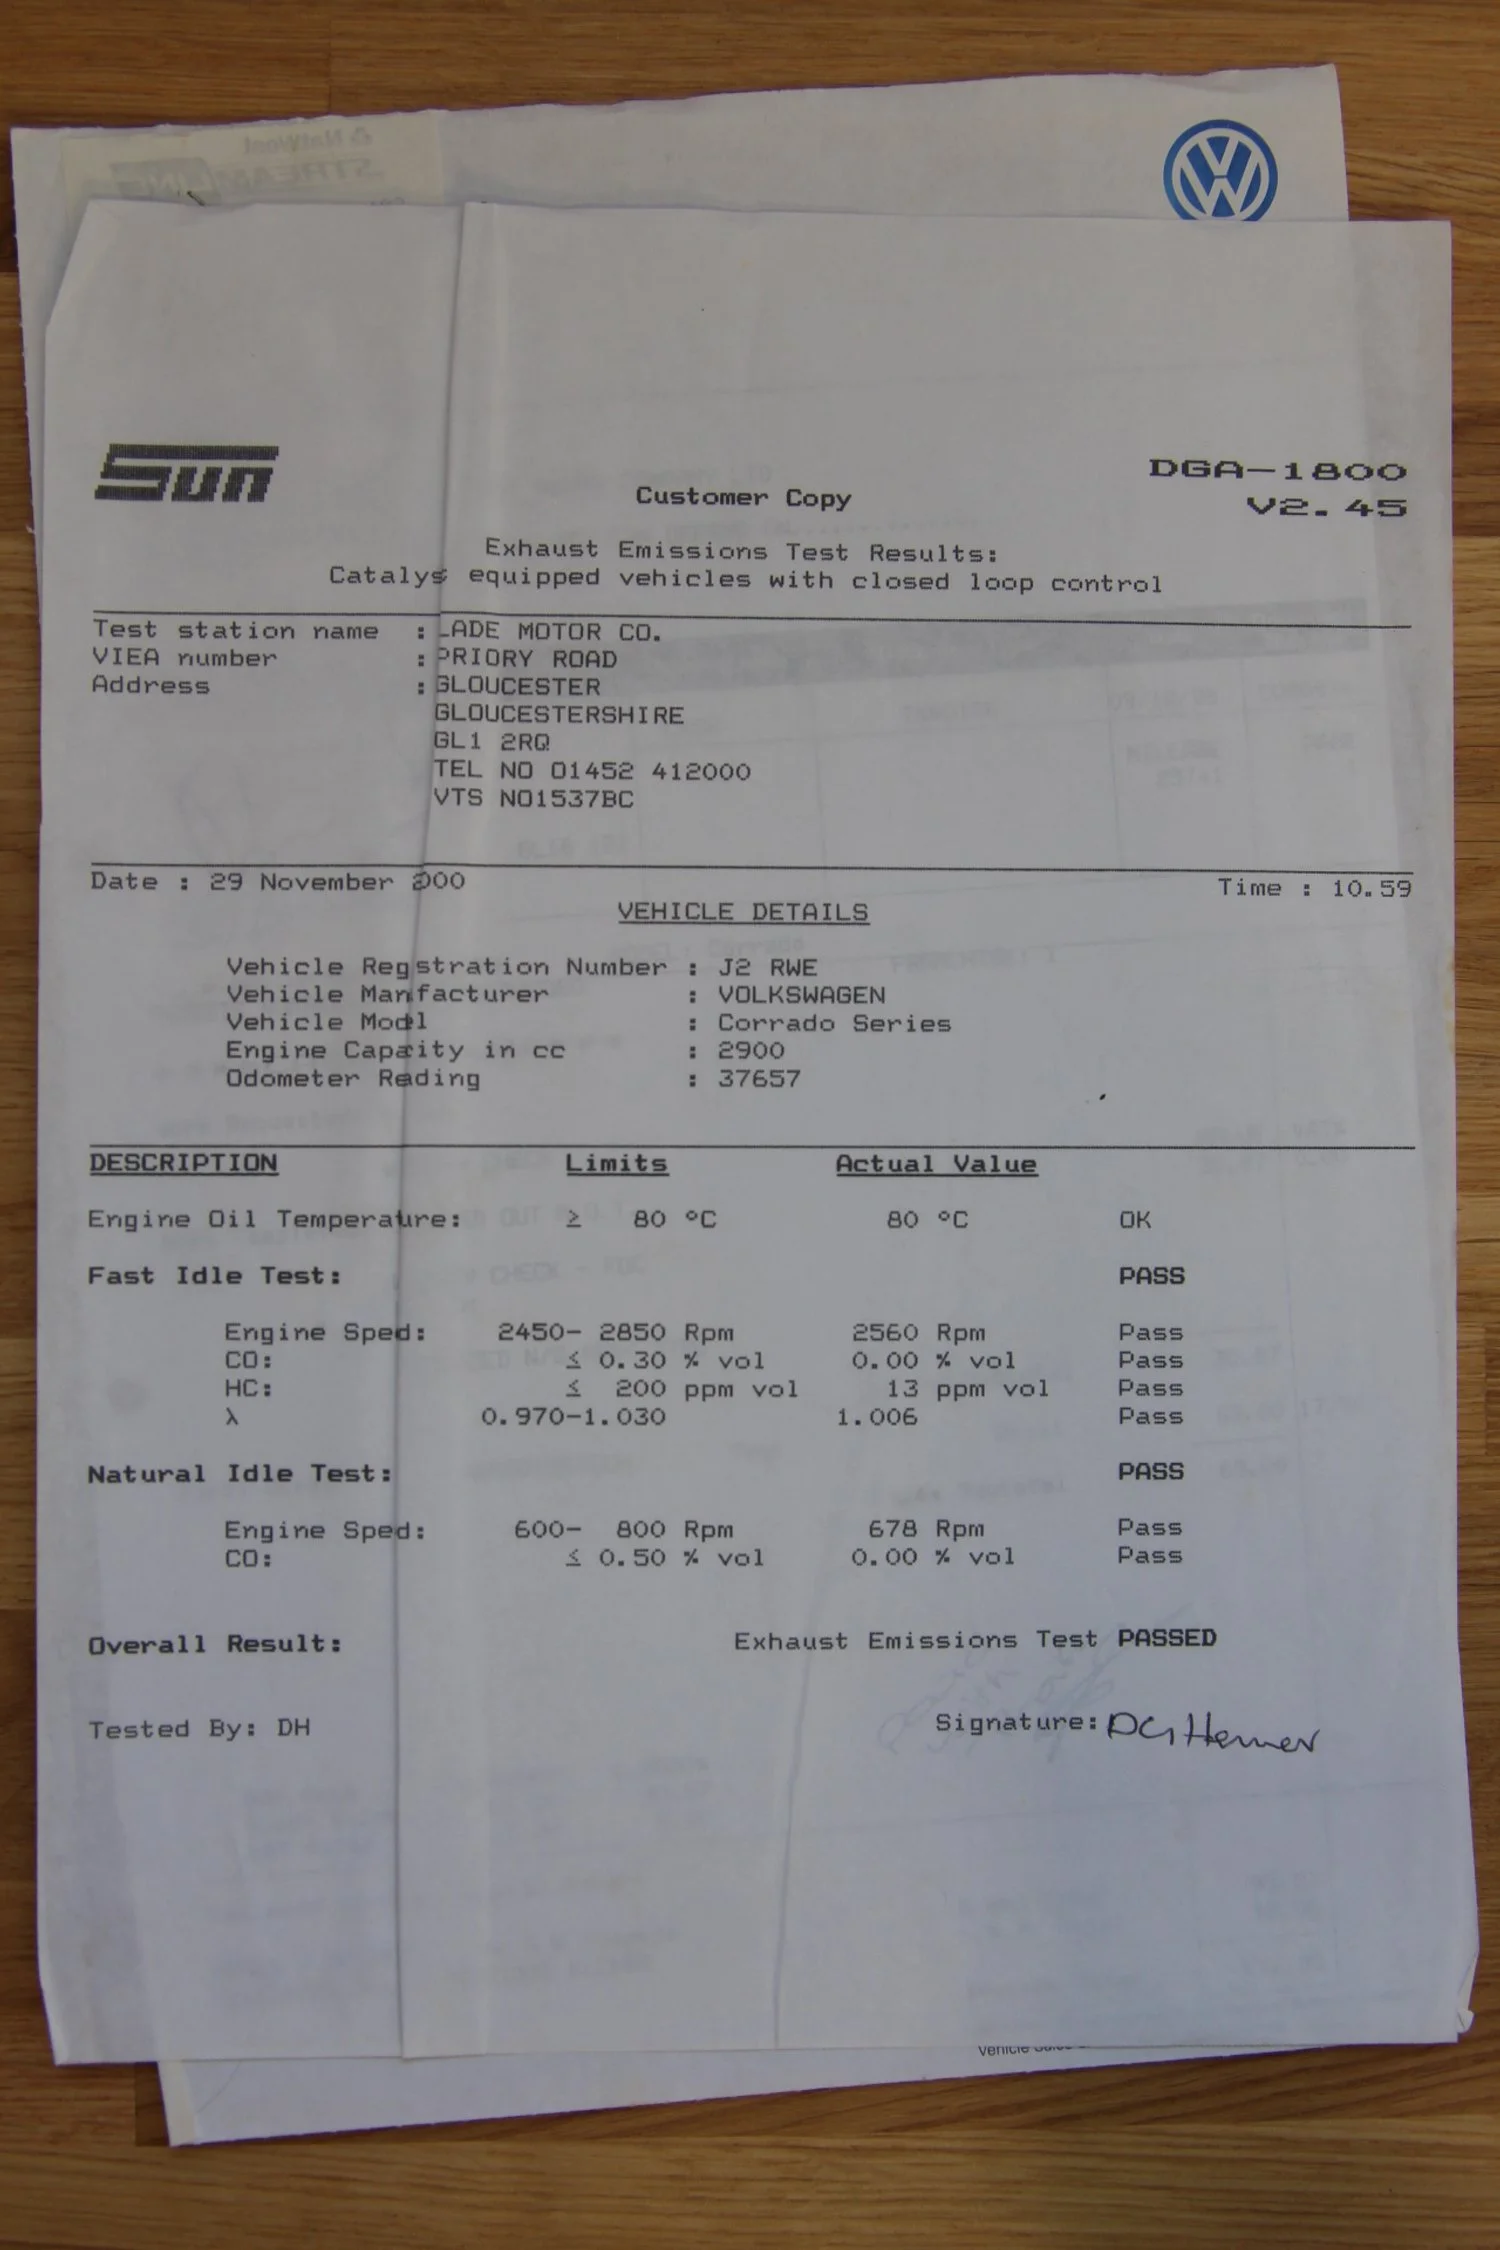 Sun
DGA-1800
V2.45
Customer Copy
Exhaust Emissions Test Results:
Catalys equipped vehicles with closed loop control
Test station name : LADE MOTOR CO.
VIEA number : PRIORY ROAD
Address : GLOUCESTER
GLOUCESTERSHIRE
GL1 2RQ
TEL NO 01452 412000
VTS NO1537BC
Date : 29 November 200 Time : 10.59
VEHICLE DETAILS
Vehicle Regstration Number : J2 RWE
Vehicle Manfacturer : VOLKSWAGEN
Vehicle Modl : Corrado Series
Engine Capacity in cc : 2900
Odometer Reading : 37657
DESCRIPTION Limits Actual Value
Engine Oil Temperature: ≥ 80 °C 80 °C OK
Fast Idle Test: PASS
Engine Sped: 2450- 2850 Rpm 2560 Rpm Pass
CO: ≤ 0.30 % vol 0.00 % vol Pass
HC: ≤ 200 ppm vol 13 ppm vol Pass
λ 0.970-1.030 1.006 Pass
Natural Idle Test: PASS
Engine Sped: 600- 800 Rpm 678 Rpm Pass
CO: ≤ 0.50 % vol 0.00 % vol Pass
Overall Result: Exhaust Emissions Test PASSED
Tested By: DH Signature:
Vehicle